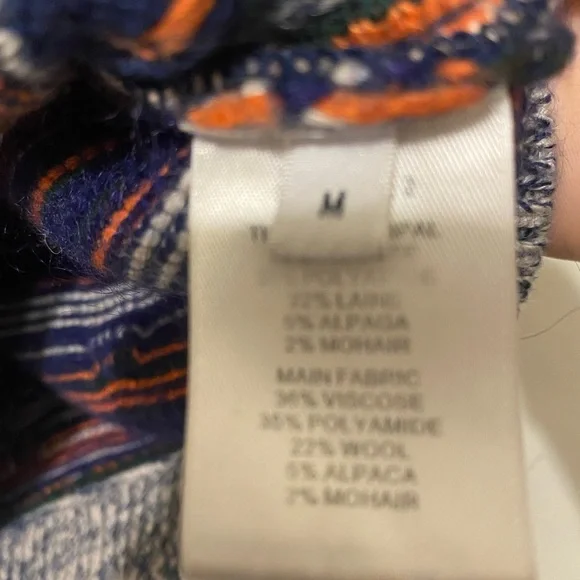 M
22% LAINE
5% ALPAGA
2% MOHAIR
MAIN FABRIC
36% VISCOSE
35% POLYAMIDE
22% WOOL
5% ALPACA
2% MOHAIR